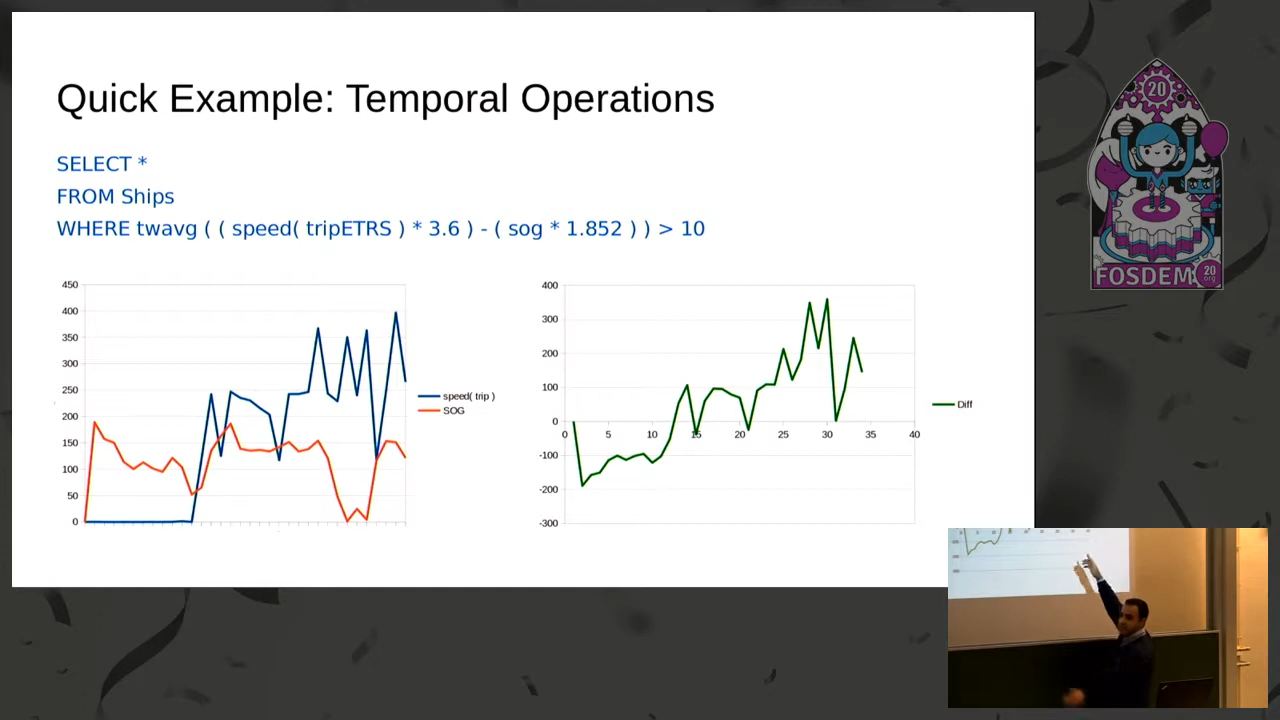 Quick Example: Temporal Operations
SELECT *
FROM Ships
WHERE twavg ( ( speed( tripETRS ) * 3.6 ) - ( sog * 1.852 ) ) > 10
450
400
350
300
250
200
150
100
50
0
speed( trip )
SOG
400
300
200
100
0
-100
-200
-300
0 5 10 15 20 25 30 35 40
Diff
20
FOSDEM
20
.org